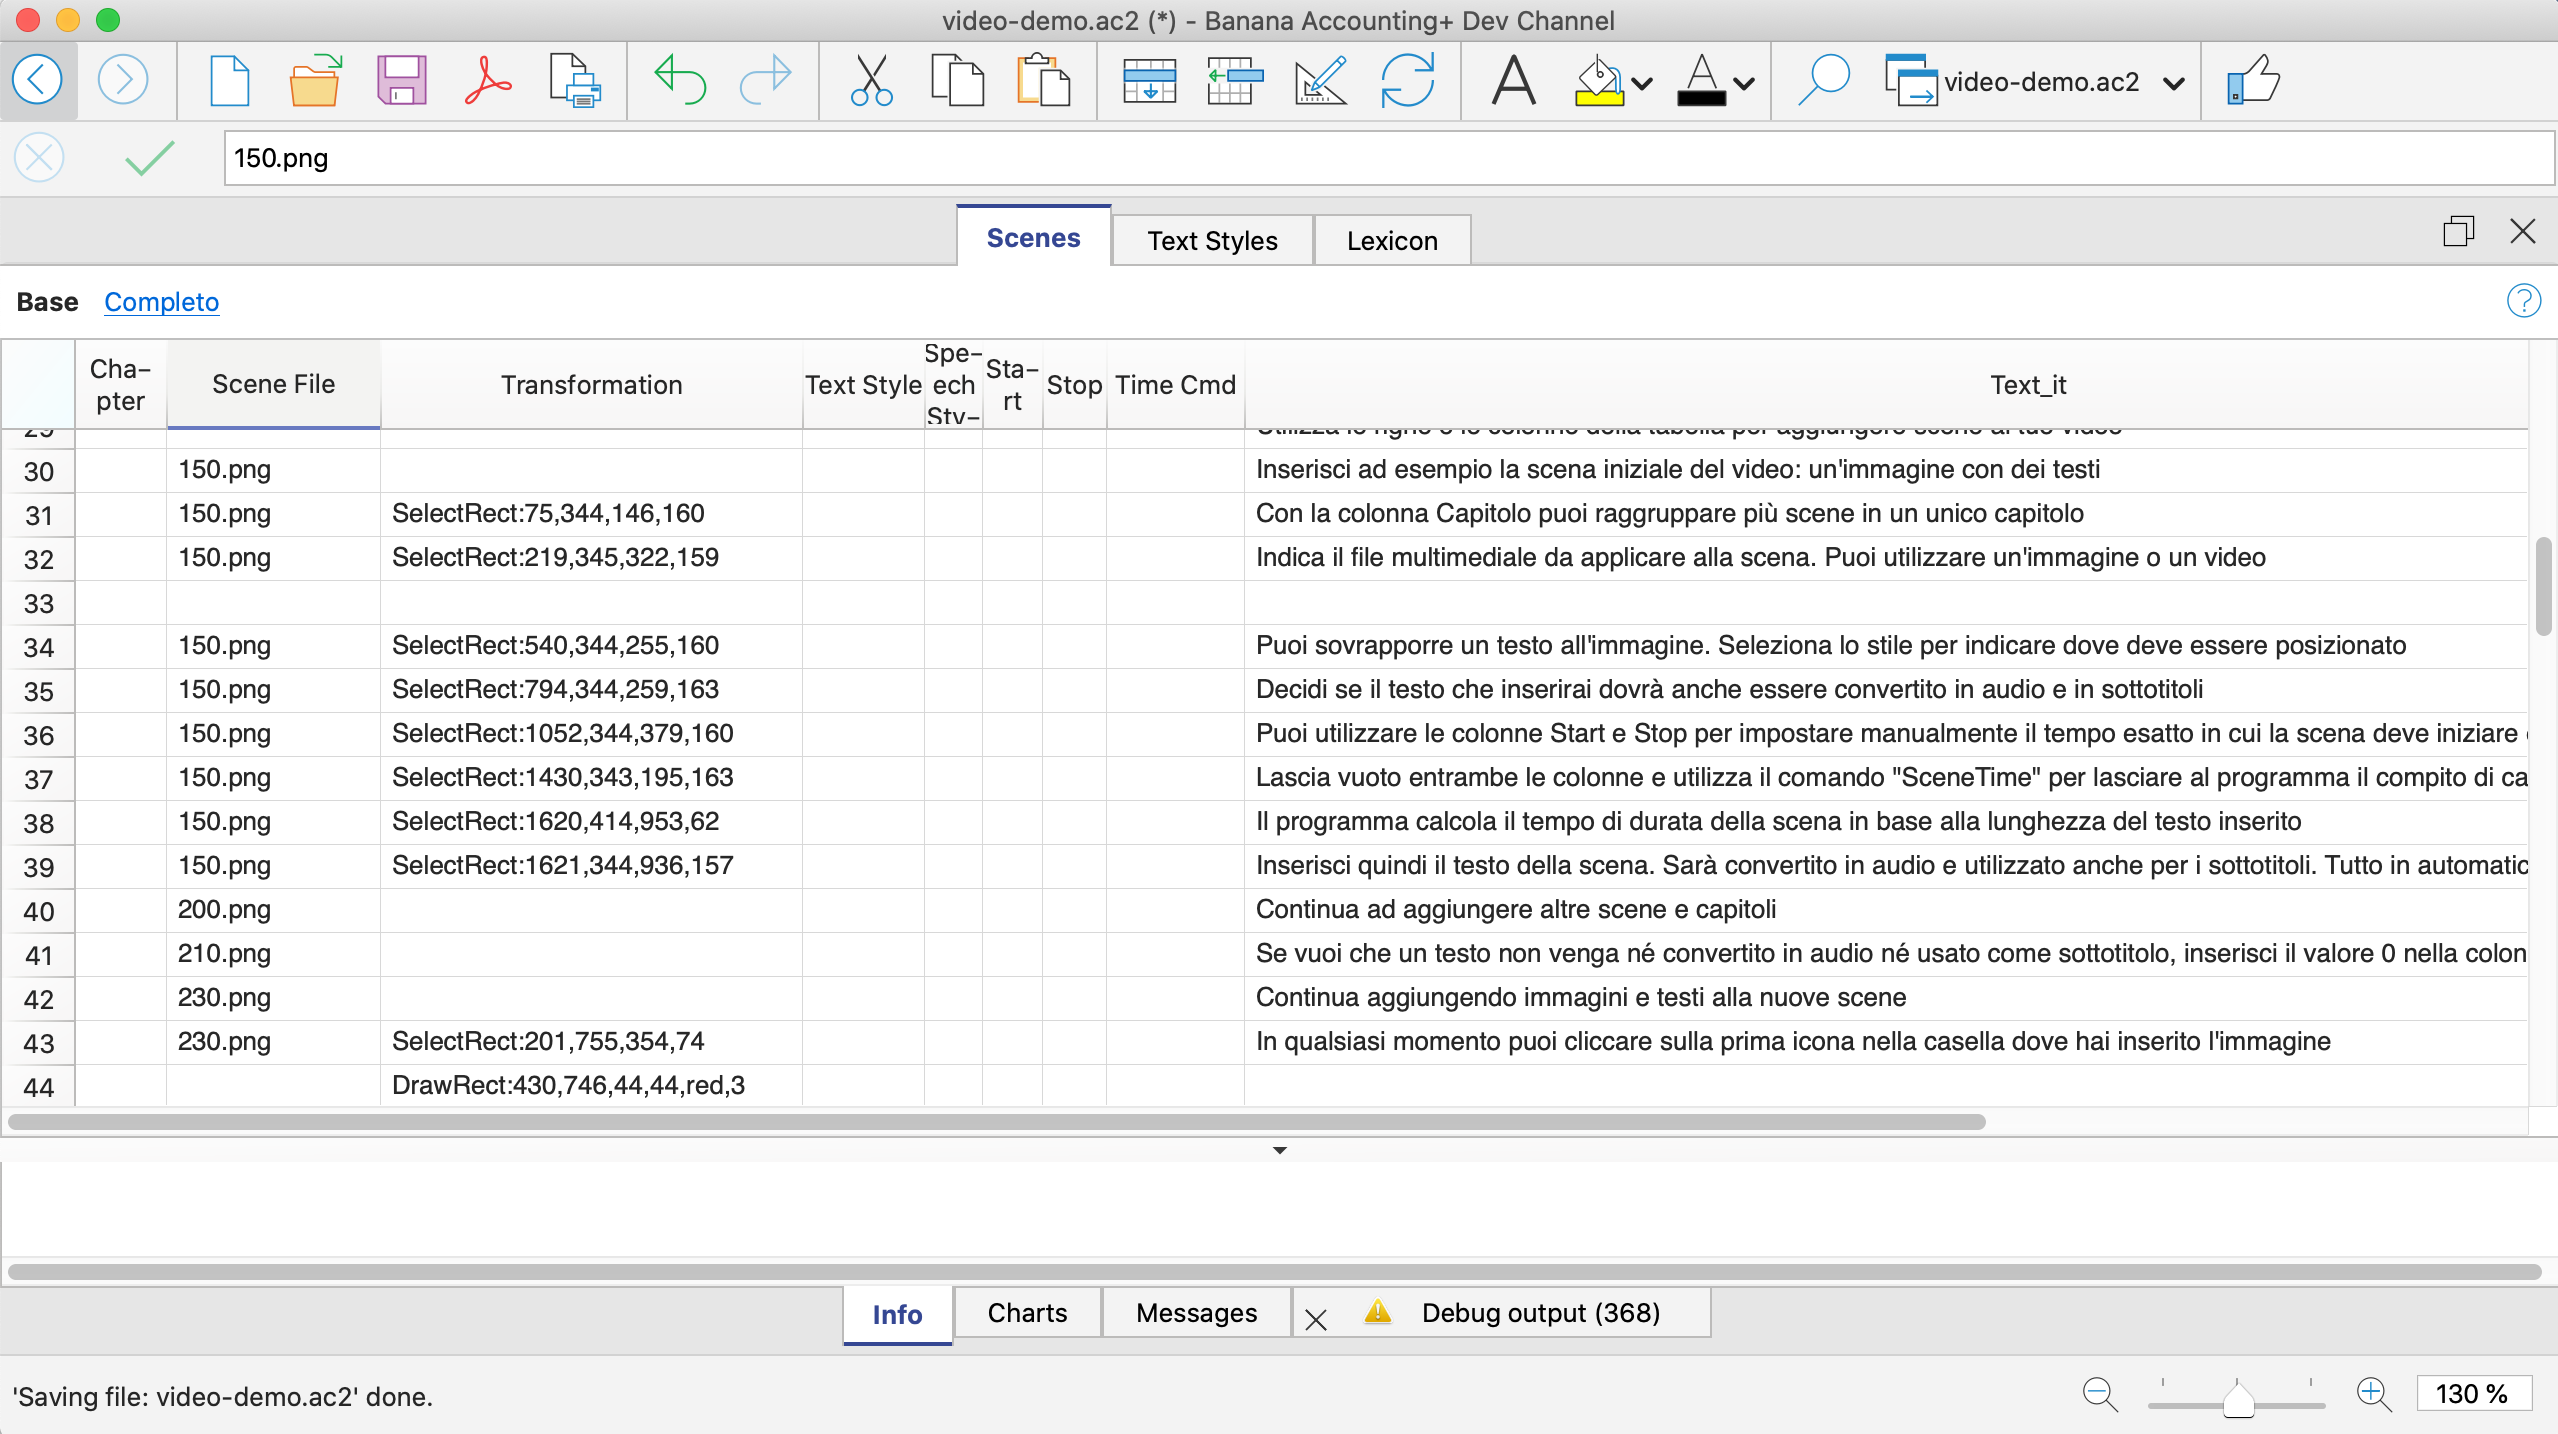 video-demo.ac2 (*) - Banana Accounting+ Dev Channel
video-demo.ac2
150.png
Scenes Text Styles Lexicon
Base Completo
Cha-pter Scene File Transformation Text Style Spe-ech Sty- Sta-rt Stop Time Cmd Text_it
29 Utilizza le righe e le colonne della tabella per aggiungere scene al tuo video
30 150.png Inserisci ad esempio la scena iniziale del video: un'immagine con dei testi
31 150.png SelectRect:75,344,146,160 Con la colonna Capitolo puoi raggruppare più scene in un unico capitolo
32 150.png SelectRect:219,345,322,159 Indica il file multimediale da applicare alla scena. Puoi utilizzare un'immagine o un video
33
34 150.png SelectRect:540,344,255,160 Puoi sovrapporre un testo all'immagine. Seleziona lo stile per indicare dove deve essere posizionato
35 150.png SelectRect:794,344,259,163 Decidi se il testo che inserirai dovrà anche essere convertito in audio e in sottotitoli
36 150.png SelectRect:1052,344,379,160 Puoi utilizzare le colonne Start e Stop per impostare manualmente il tempo esatto in cui la scena deve iniziare
37 150.png SelectRect:1430,343,195,163 Lascia vuoto entrambe le colonne e utilizza il comando "SceneTime" per lasciare al programma il compito di ca
38 150.png SelectRect:1620,414,953,62 Il programma calcola il tempo di durata della scena in base alla lunghezza del testo inserito
39 150.png SelectRect:1621,344,936,157 Inserisci quindi il testo della scena. Sarà convertito in audio e utilizzato anche per i sottotitoli. Tutto in automatic
40 200.png Continua ad aggiungere altre scene e capitoli
41 210.png Se vuoi che un testo non venga né convertito in audio né usato come sottotitolo, inserisci il valore 0 nella colon
42 230.png Continua aggiungendo immagini e testi alla nuove scene
43 230.png SelectRect:201,755,354,74 In qualsiasi momento puoi cliccare sulla prima icona nella casella dove hai inserito l'immagine
44 DrawRect:430,746,44,44,red,3
Info Charts Messages Debug output (368)
'Saving file: video-demo.ac2' done.
130 %